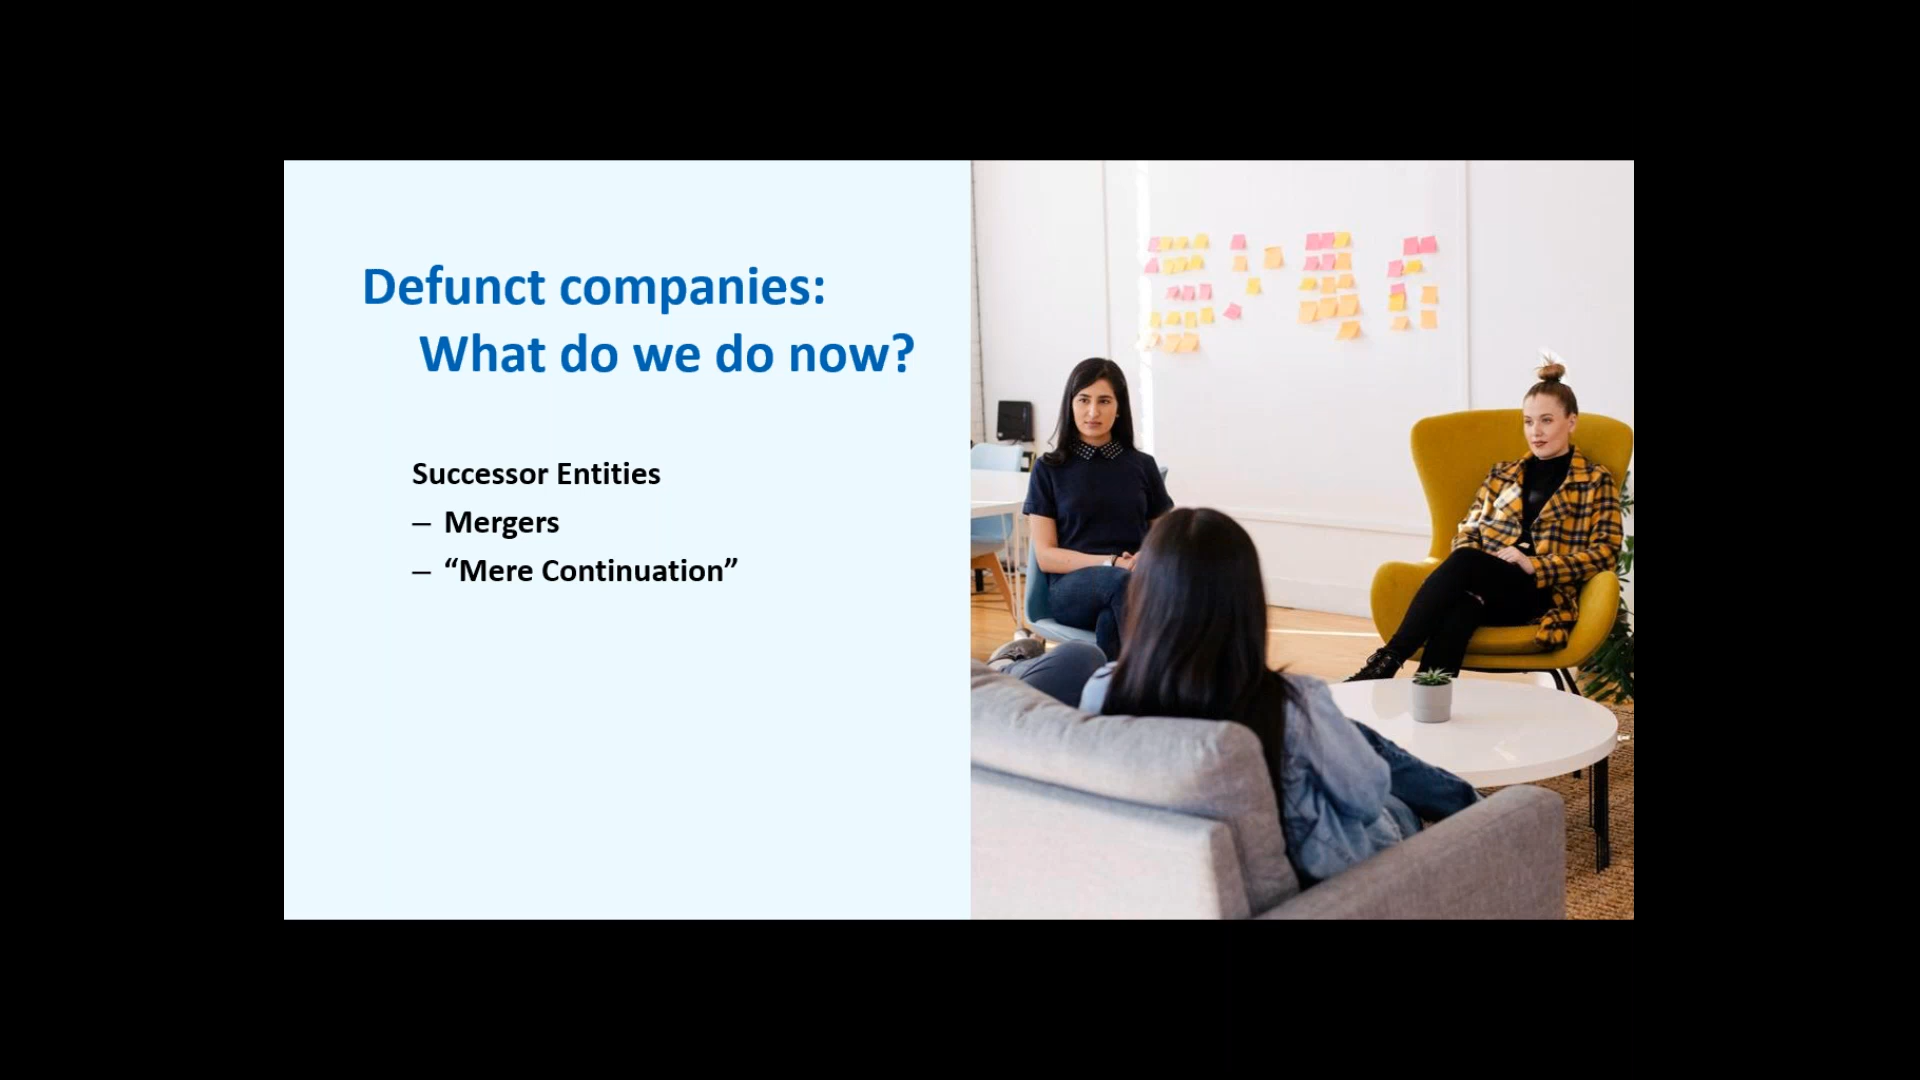 Defunct companies:
What do we do now?
Successor Entities
– Mergers
– “Mere Continuation”